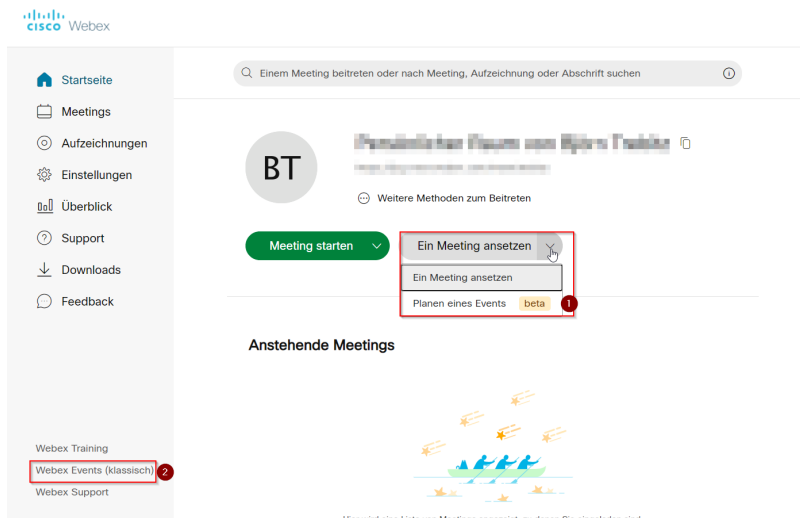 CISCO Webex
Einem Meeting beitreten oder nach Meeting, Aufzeichnung oder Abschrift suchen
Startseite
Meetings
Aufzeichnungen
Einstellungen
Überblick
Support
Downloads
Feedback
BT
Weitere Methoden zum Beitreten
Meeting starten
Ein Meeting ansetzen
Ein Meeting ansetzen
Planen eines Events beta 1
Anstehende Meetings
Webex Training
Webex Events (klassisch) 2
Webex Support